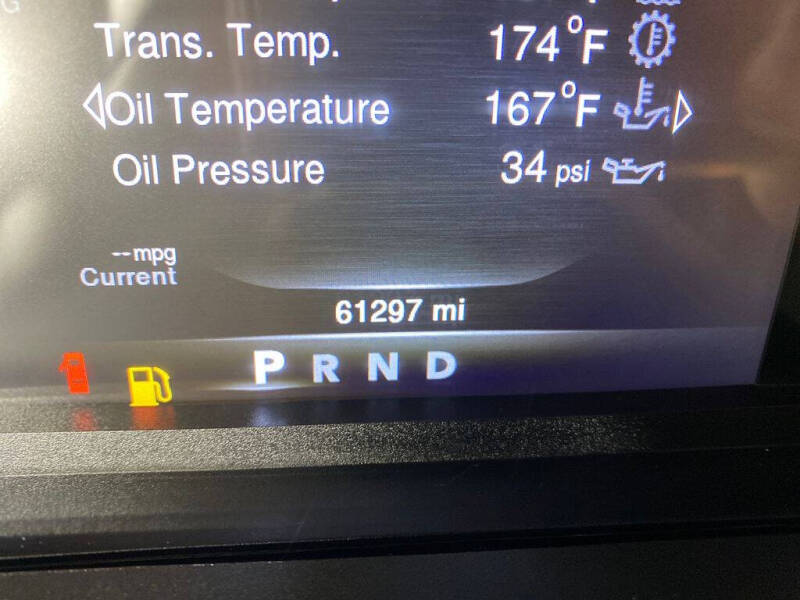 Trans. Temp. 174°F
Oil Temperature 167°F
Oil Pressure 34 psi
--mpg
Current
61297 mi
P R N D